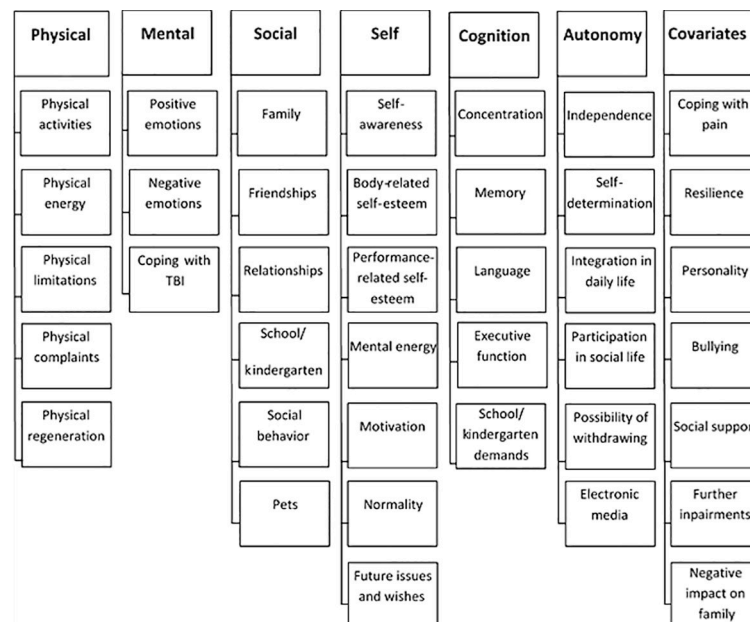 Physical
Physical
activities
Physical
energy
Physical
limitations
Physical
complaints
Physical
regeneration
Mental
Positive
emotions
Negative
emotions
Coping with
TBI
Social
Family
Friendships
Relationships
School/
kindergarten
Social
behavior
Pets
Self
Self-
awareness
Body-related
self-esteem
Performance-
related self-
esteem
Mental energy
Motivation
Normality
Future issues
and wishes
Cognition
Concentration
Memory
Language
Executive
function
School/
kindergarten
demands
Autonomy
Independence
Self-
determination
Integration in
daily life
Participation
in social life
Possibility of
withdrawing
Electronic
media
Covariates
Coping with
pain
Resilience
Personality
Bullying
Social suppor
Further
inpairments
Negative
impact on
family